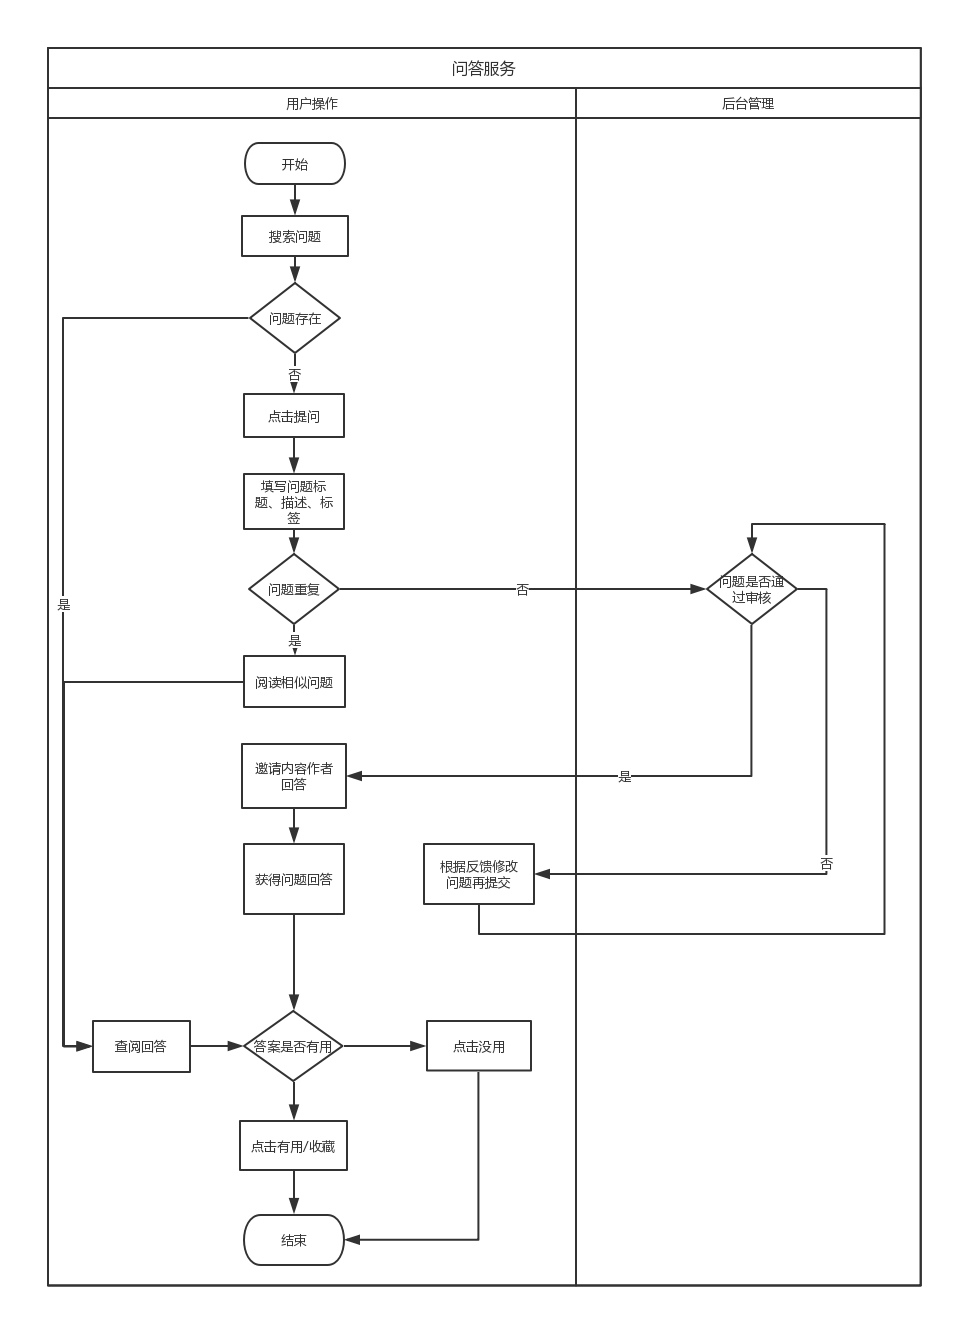 问答服务
用户操作
后台管理
开始
搜索问题
问题存在
否
点击提问
填写问题标
题、描述、标
签
问题重复
否
问题是否通
过审核
是
是
阅读相似问题
邀请内容作者
回答
是
获得问题回答
根据反馈修改
问题再提交
否
查阅回答
答案是否有用
点击没用
点击有用/收藏
结束